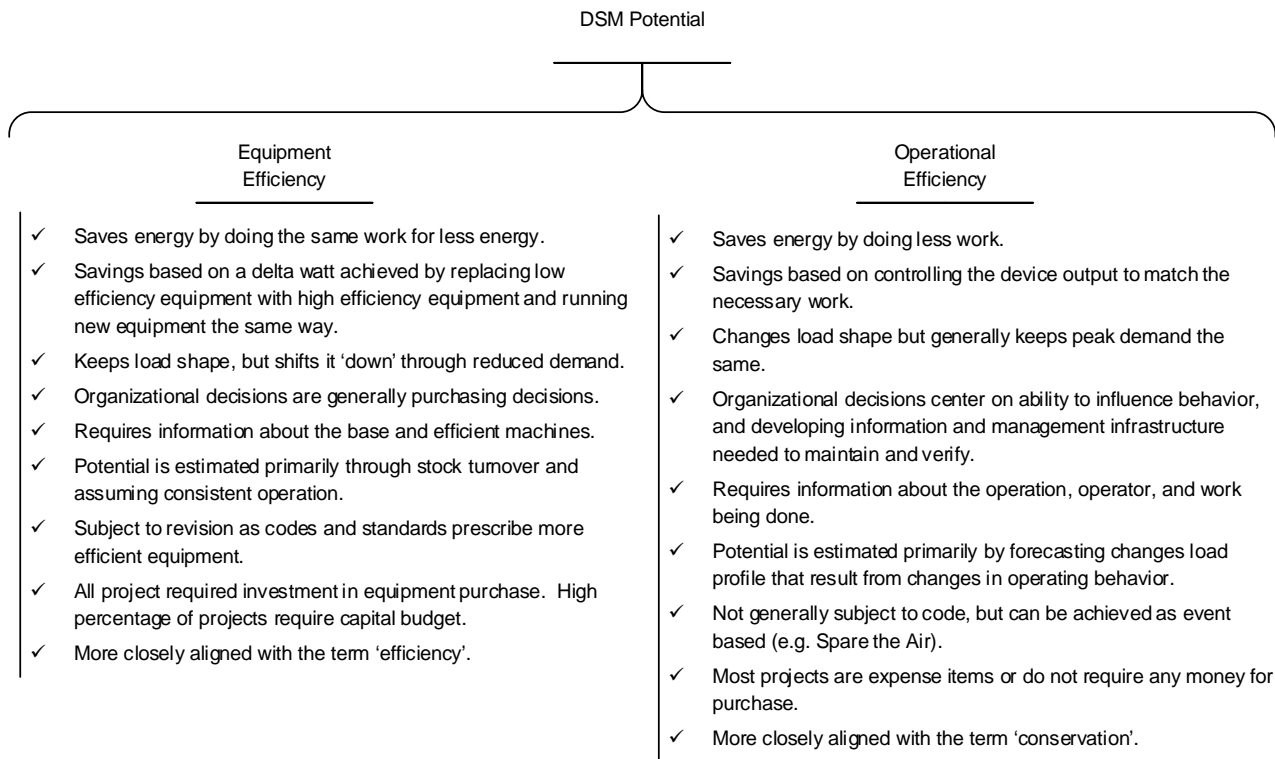 DSM Potential
Equipment
Efficiency
✓ Saves energy by doing the same work for less energy.
✓ Savings based on a delta watt achieved by replacing low
efficiency equipment with high efficiency equipment and running
new equipment the same way.
✓ Keeps load shape, but shifts it ‘down’ through reduced demand.
✓ Organizational decisions are generally purchasing decisions.
✓ Requires information about the base and efficient machines.
✓ Potential is estimated primarily through stock turnover and
assuming consistent operation.
✓ Subject to revision as codes and standards prescribe more
efficient equipment.
✓ All project required investment in equipment purchase. High
percentage of projects require capital budget.
✓ More closely aligned with the term ‘efficiency’.
Operational
Efficiency
✓ Saves energy by doing less work.
✓ Savings based on controlling the device output to match the
necessary work.
✓ Changes load shape but generally keeps peak demand the
same.
✓ Organizational decisions center on ability to influence behavior,
and developing information and management infrastructure
needed to maintain and verify.
✓ Requires information about the operation, operator, and work
being done.
✓ Potential is estimated primarily by forecasting changes load
profile that result from changes in operating behavior.
✓ Not generally subject to code, but can be achieved as event
based (e.g. Spare the Air).
✓ Most projects are expense items or do not require any money for
purchase.
✓ More closely aligned with the term ‘conservation’.